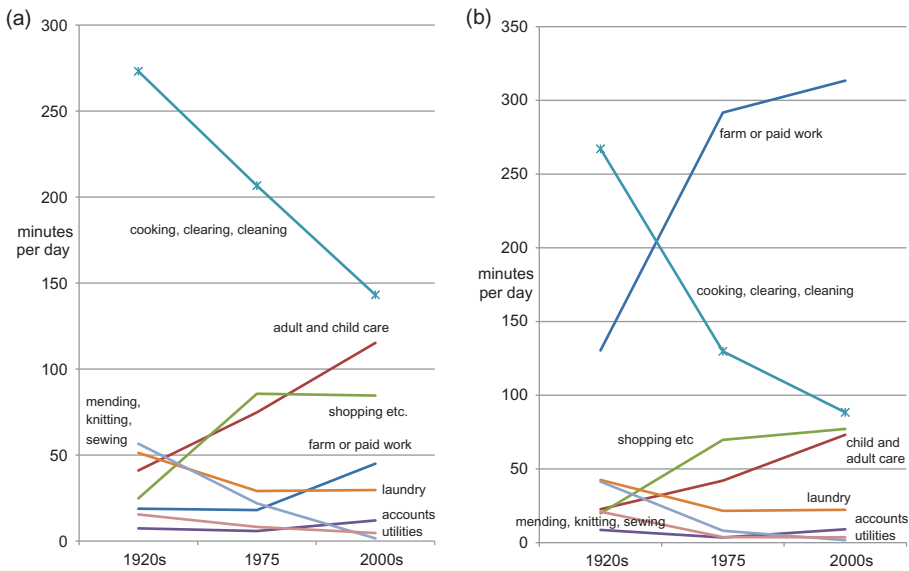 (a)
300
250
200
minutes
per day
150
100
50
0
cooking, clearing, cleaning
adult and child care
mending,
knitting,
sewing
shopping etc.
farm or paid work
laundry
accounts
utilities
1920s
1975
2000s
(b)
350
300
250
200
minutes
per day
150
100
50
0
farm or paid work
cooking, clearing, cleaning
shopping etc
child and
adult care
laundry
mending, knitting, sewing
accounts
utilities
1920s
1975
2000s